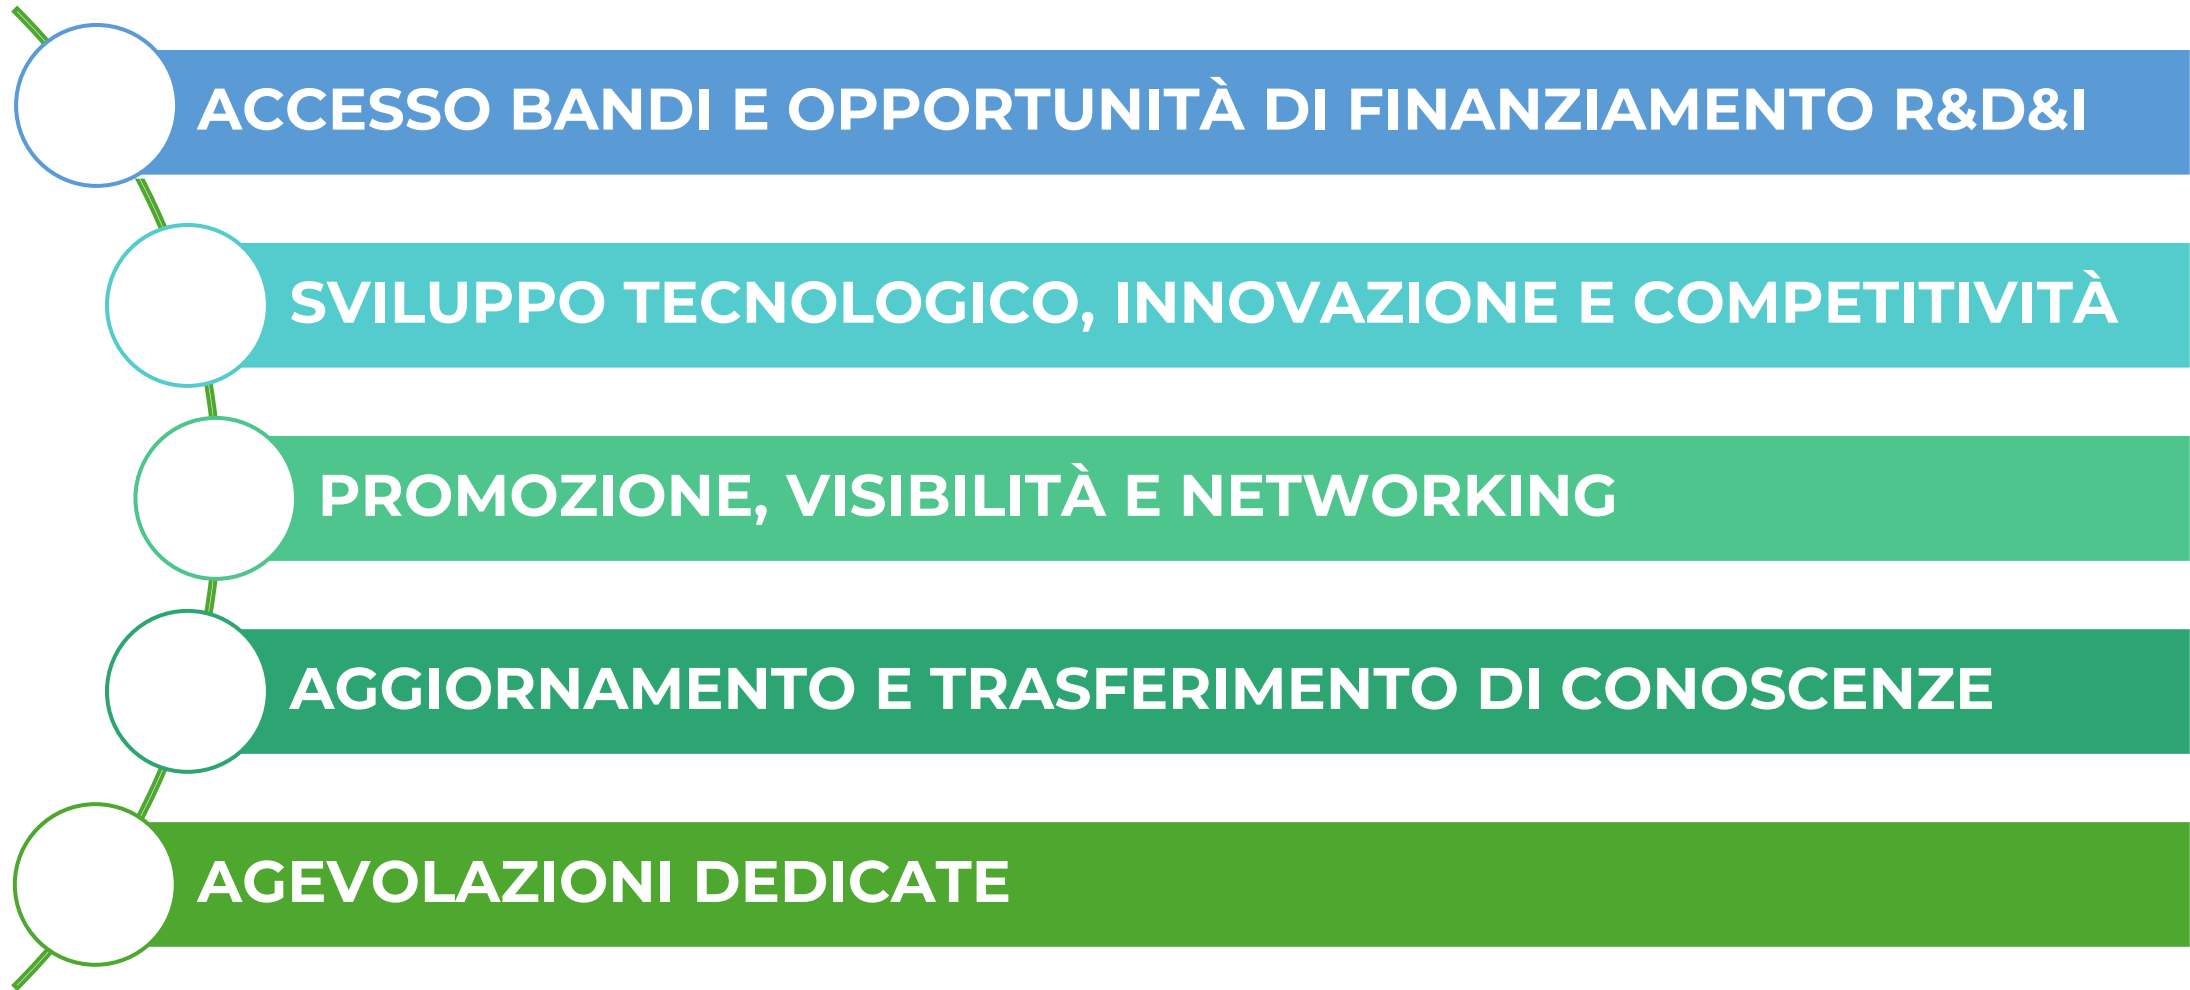 ACCESSO BANDI E OPPORTUNITÀ DI FINANZIAMENTO R&D&I
SVILUPPO TECNOLOGICO, INNOVAZIONE E COMPETITIVITÀ
PROMOZIONE, VISIBILITÀ E NETWORKING
AGGIORNAMENTO E TRASFERIMENTO DI CONOSCENZE
AGEVOLAZIONI DEDICATE